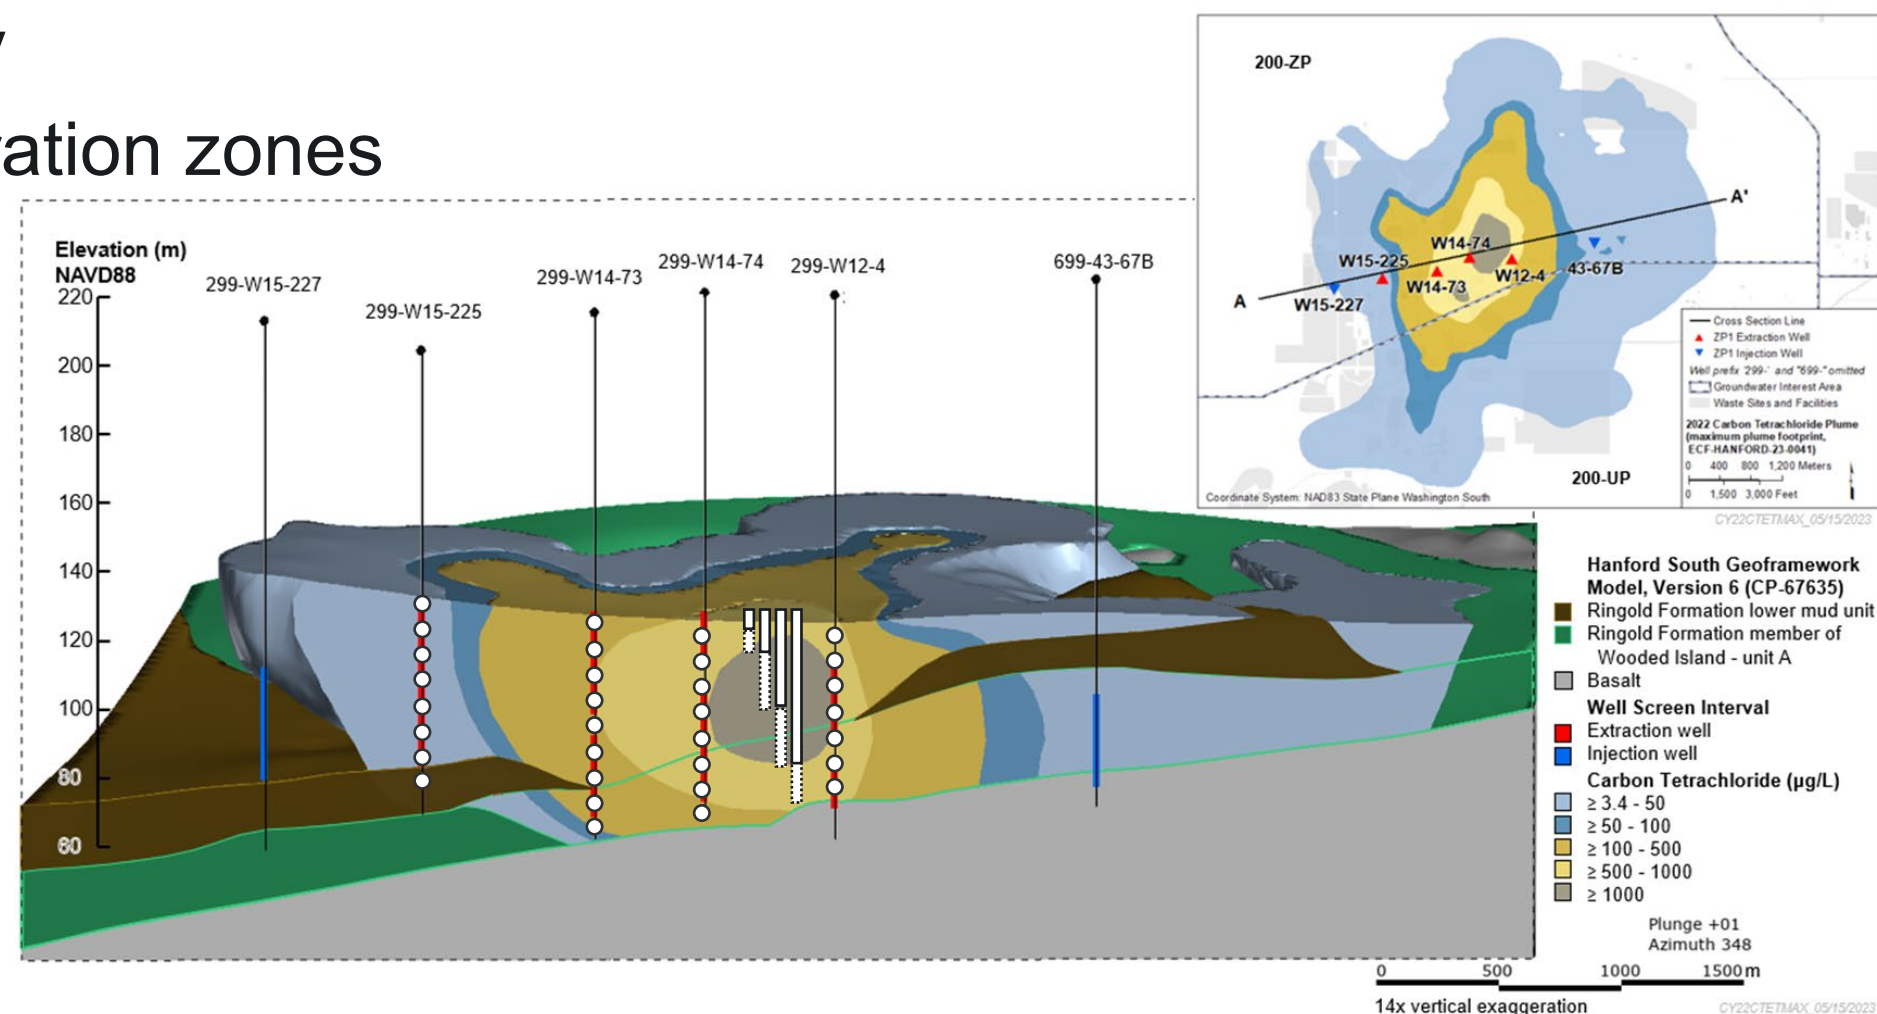 y
ration zones
Elevation (m)
NAVD88
220
200
180
160
140
120
100
80
60
299-W15-227
299-W15-225
299-W14-73
299-W14-74
299-W12-4
699-43-67B
200-ZP
A'
W14-74
W15-225
W12-4
43-67B
W14-73
A
W15-227
200-UP
Coordinate System: NAD83 State Plane Washington South
Cross Section Line
ZP1 Extraction Well
ZP1 Injection Well
Well prefix '299-' and "699-" omitted
Groundwater Interest Area
Waste Sites and Facilities
2022 Carbon Tetrachloride Plume
(maximum plume footprint,
ECF-HANFORD-23-0041)
0 400 800 1,200 Meters
0 1,500 3,000 Feet
CY22CTETMAX_05/15/2023
Hanford South Geoframework
Model, Version 6 (CP-67635)
Ringold Formation lower mud unit
Ringold Formation member of
Wooded Island - unit A
Basalt
Well Screen Interval
Extraction well
Injection well
Carbon Tetrachloride (µg/L)
≥ 3.4 - 50
≥ 50 - 100
≥ 100 - 500
≥ 500 - 1000
≥ 1000
Plunge +01
Azimuth 348
0 500 1000 1500 m
14x vertical exaggeration
CY22CTETMAX_05/15/2023